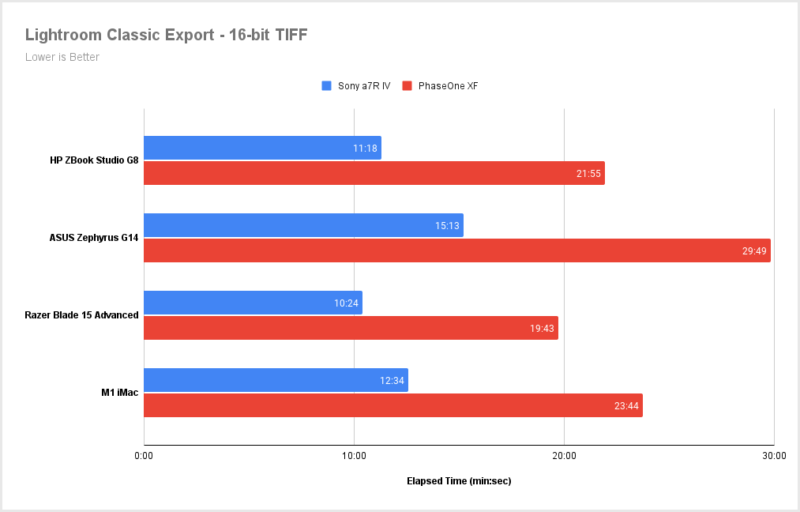 Lightroom Classic Export - 16-bit TIFF
Lower is Better
Sony a7R IV PhaseOne XF
HP ZBook Studio G8
11:18
21:55
ASUS Zephyrus G14
15:13
29:49
Razer Blade 15 Advanced
10:24
19:43
M1 iMac
12:34
23:44
0:00 10:00 20:00 30:00
Elapsed Time (min:sec)